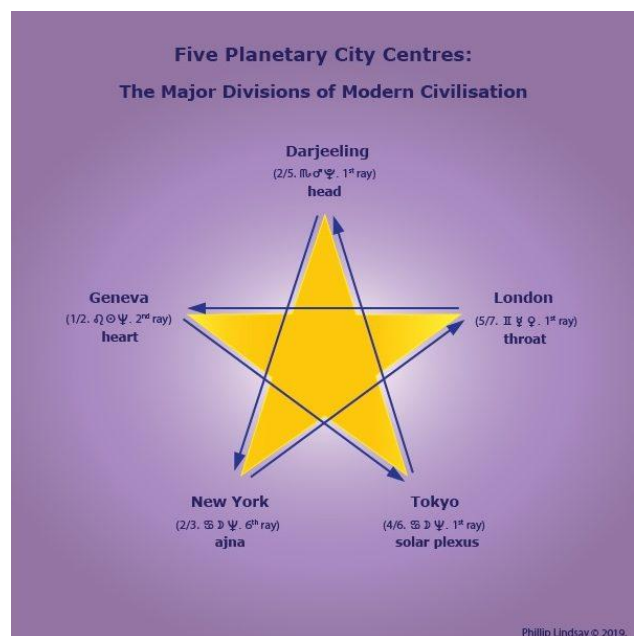 Five Planetary City Centres:
The Major Divisions of Modern Civilisation
Darjeeling
(2/5. ♏♂♆. 1st ray)
head
Geneva
(1/2. ♌☉♆. 2nd ray)
heart
London
(5/7. ♊ ☿ ♀. 1st ray)
throat
New York
(2/3. ♋☽♆. 6th ray)
ajna
Tokyo
(4/6. ♋☽♆. 1st ray)
solar plexus
Phillip Lindsay © 2019.